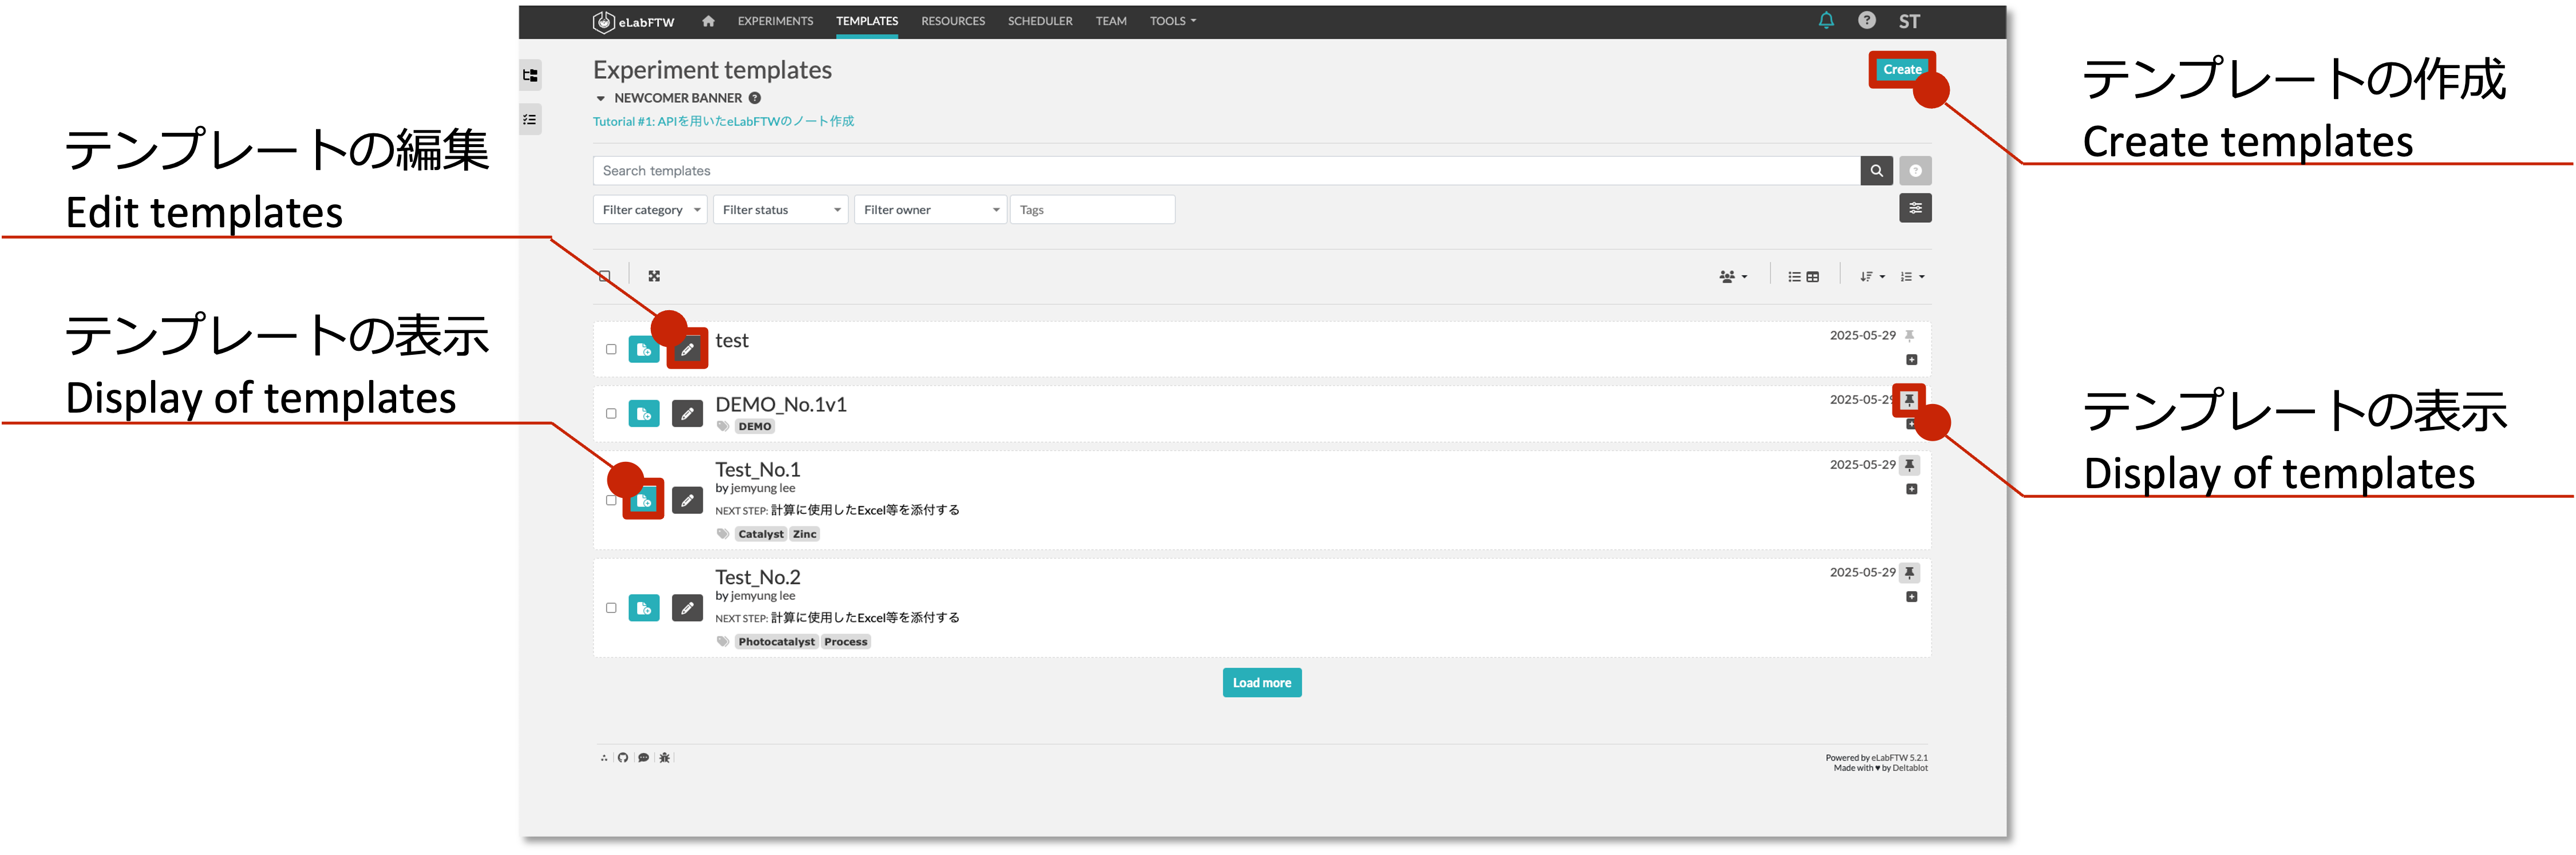 eLabFTW EXPERIMENTS TEMPLATES RESOURCES SCHEDULER TEAM TOOLS ST
Experiment templates
Create
NEWCOMER BANNER
Tutorial #1: APIを用いたeLabFTWのノート作成
Search templates
Filter category Filter status Filter owner Tags
test
2025-05-29
DEMO_No.1v1
2025-05-29
DEMO
Test_No.1
2025-05-29
by jemyung lee
NEXT STEP: 計算に使用したExcel等を添付する
Catalyst Zinc
Test_No.2
2025-05-29
by jemyung lee
NEXT STEP: 計算に使用したExcel等を添付する
Photocatalyst Process
Load more
Powered by eLabFTW 5.2.1
Made with ♥ by Deltablot
テンプレートの編集
Edit templates
テンプレートの表示
Display of templates
テンプレートの作成
Create templates
テンプレートの表示
Display of templates